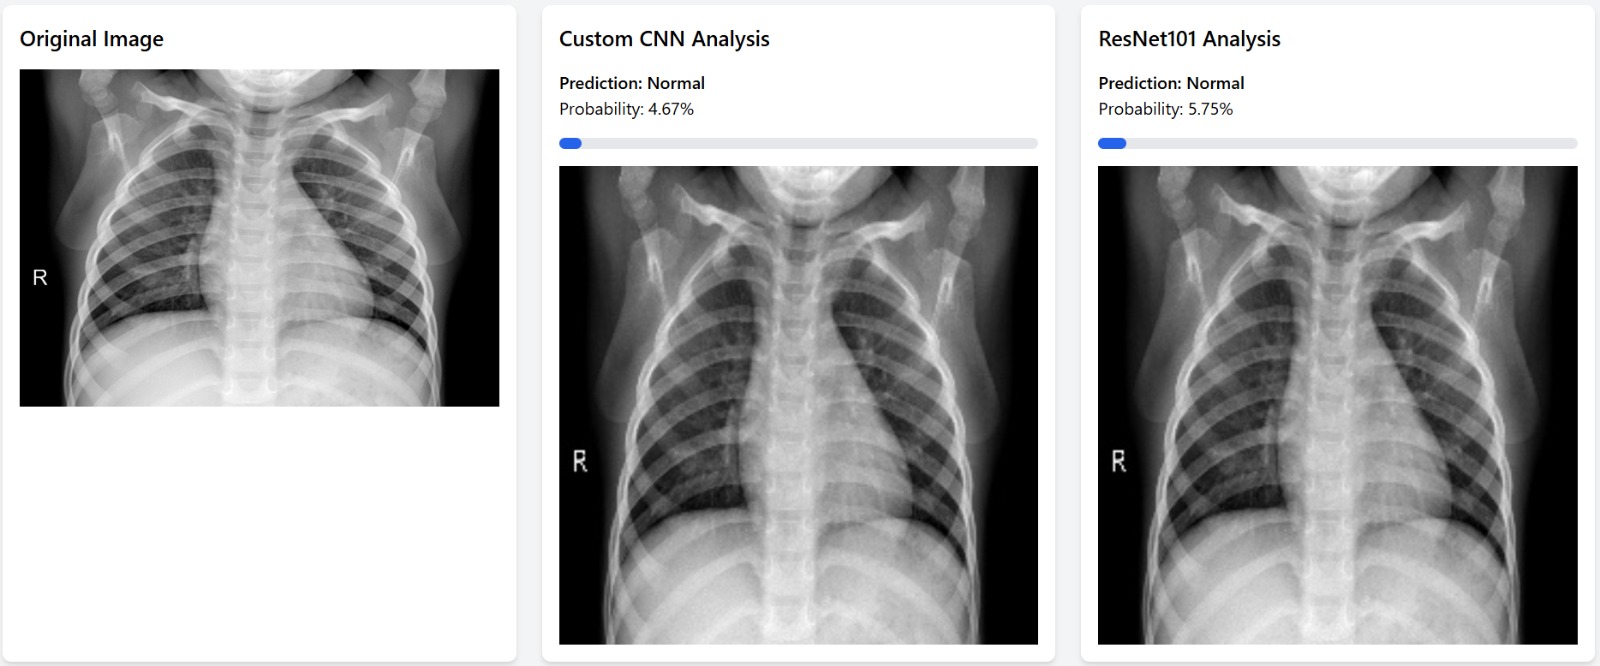 Original Image
R
Custom CNN Analysis
Prediction: Normal
Probability: 4.67%
R
ResNet101 Analysis
Prediction: Normal
Probability: 5.75%
R